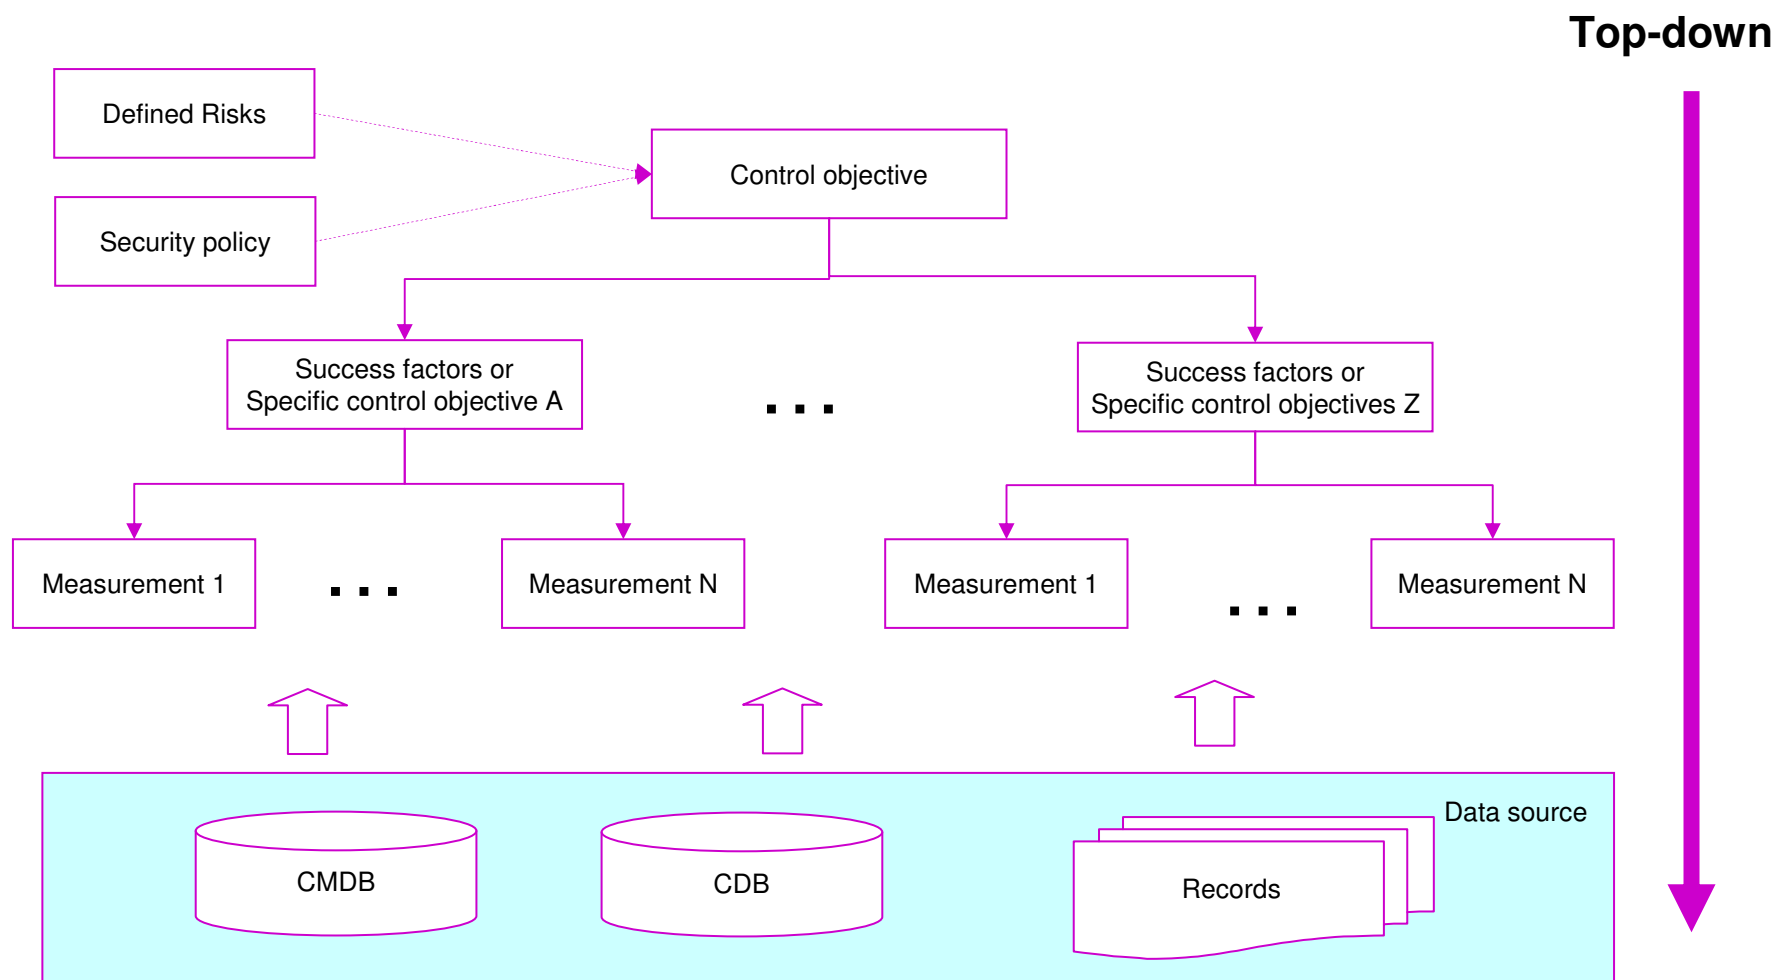 Top-down
Defined Risks
Control objective
Security policy
Success factors or
Specific control objective A
. . .
Success factors or
Specific control objectives Z
Measurement 1
. . .
Measurement N
Measurement 1
. . .
Measurement N
Data source
CMDB
CDB
Records